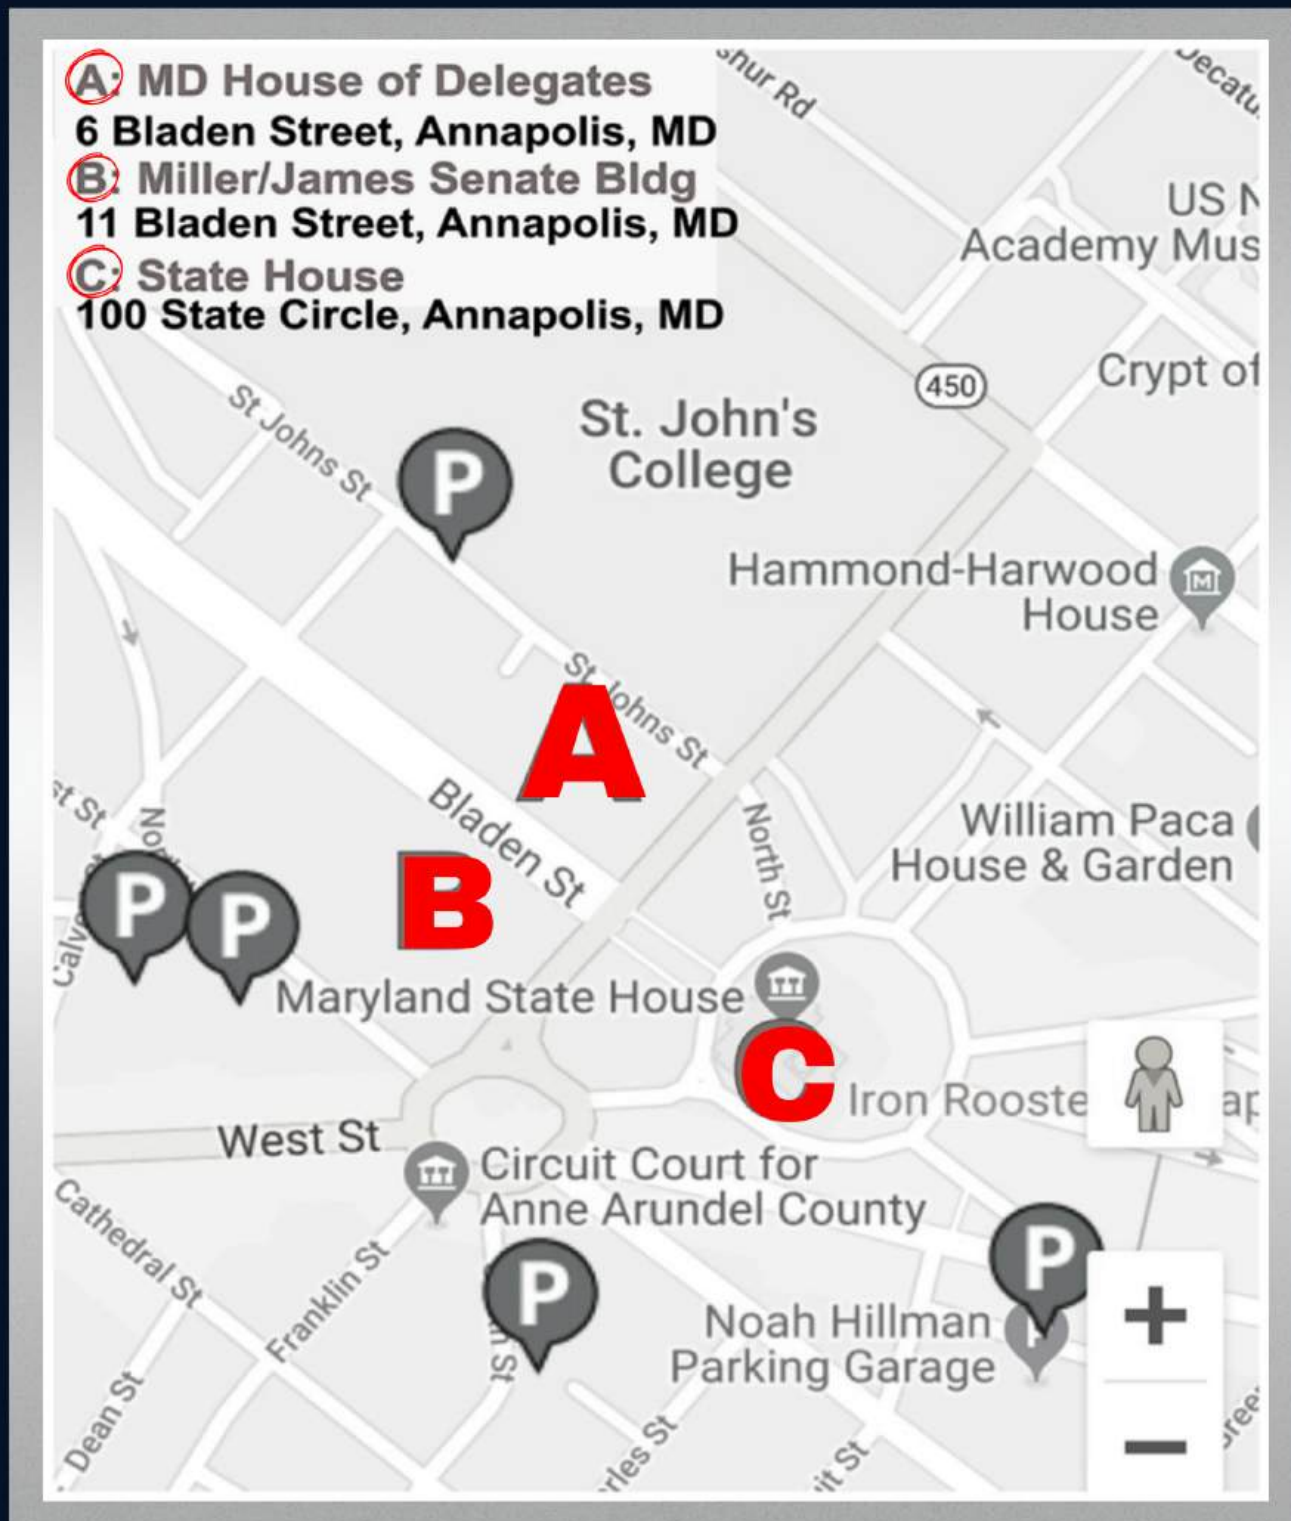 A: MD House of Delegates
6 Bladen Street, Annapolis, MD
B: Miller/James Senate Bldg
11 Bladen Street, Annapolis, MD
C: State House
100 State Circle, Annapolis, MD
Rd
US N
Academy Mus
450
Crypt of
St Johns St
P
St. John's
College
Hammond-Harwood
House
St Johns St
A
Bladen St
North St
William Paca
House & Garden
P
P
B
Maryland State House
C
Iron Rooste
West St
Circuit Court for
Anne Arundel County
Cathedral St
Franklin St
P
P
Noah Hillman
Parking Garage
Dean St
+
−